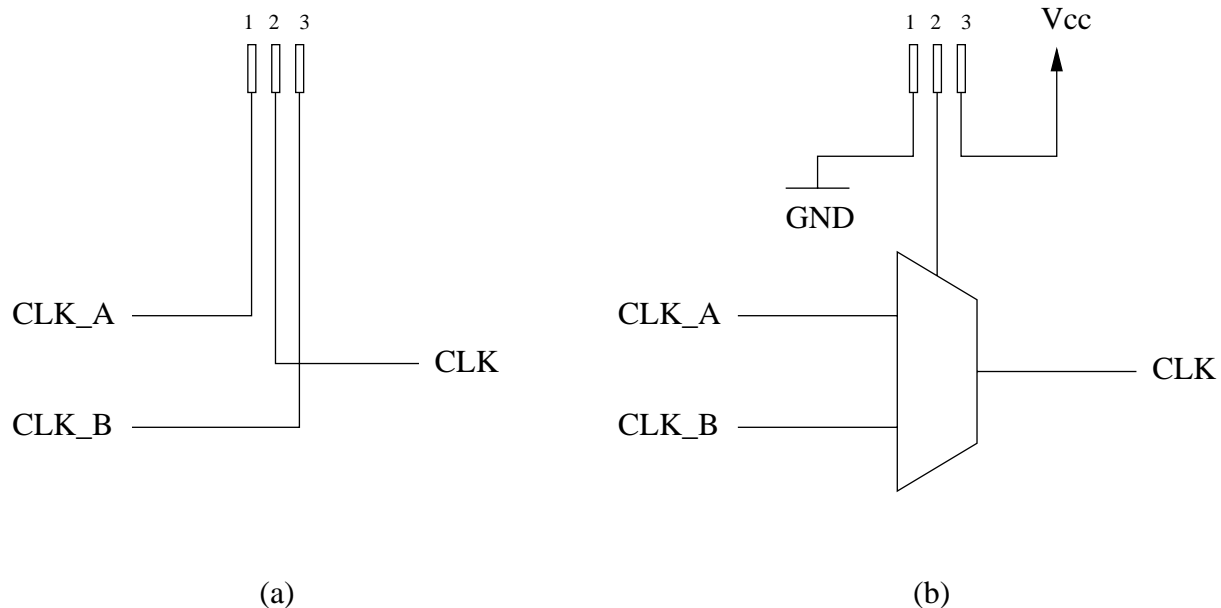 1 2 3
CLK_A
CLK
CLK_B
(a)
1 2 3
Vcc
GND
CLK_A
CLK
CLK_B
(b)